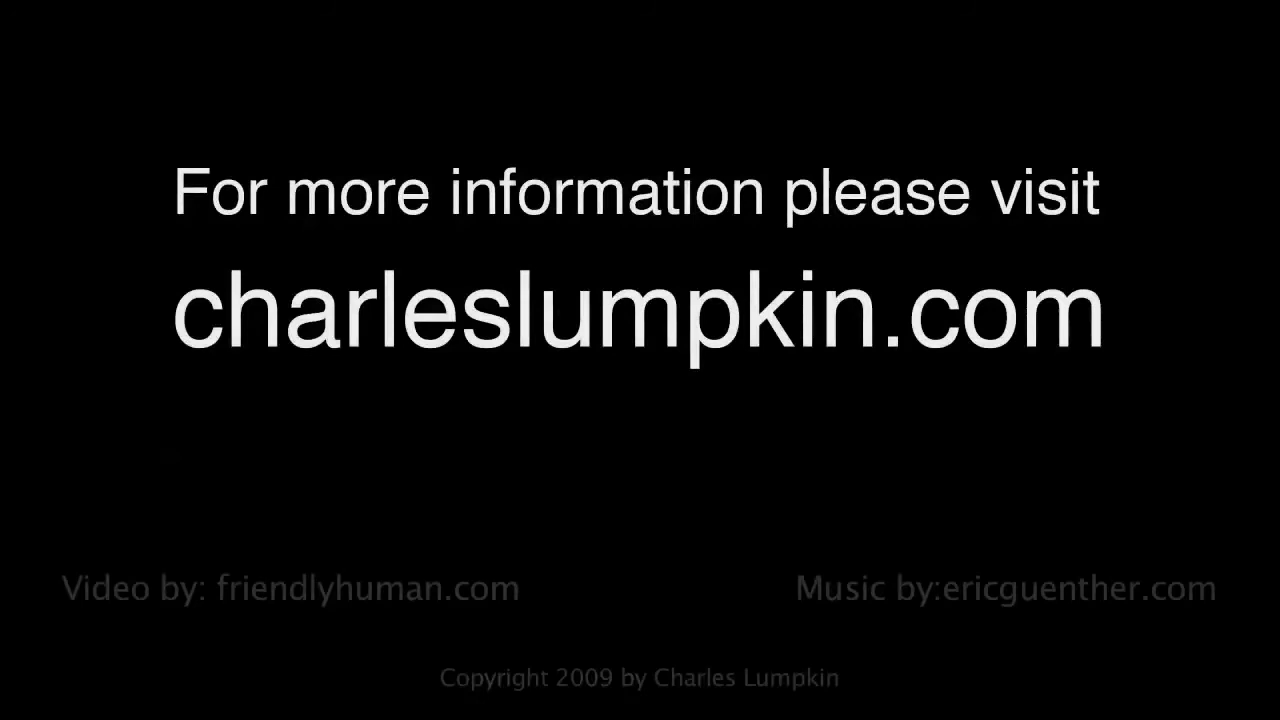 For more information please visit
charleslumpkin.com
Video by: friendlyhuman.com
Music by:ericguenther.com
Copyright 2009 by Charles Lumpkin